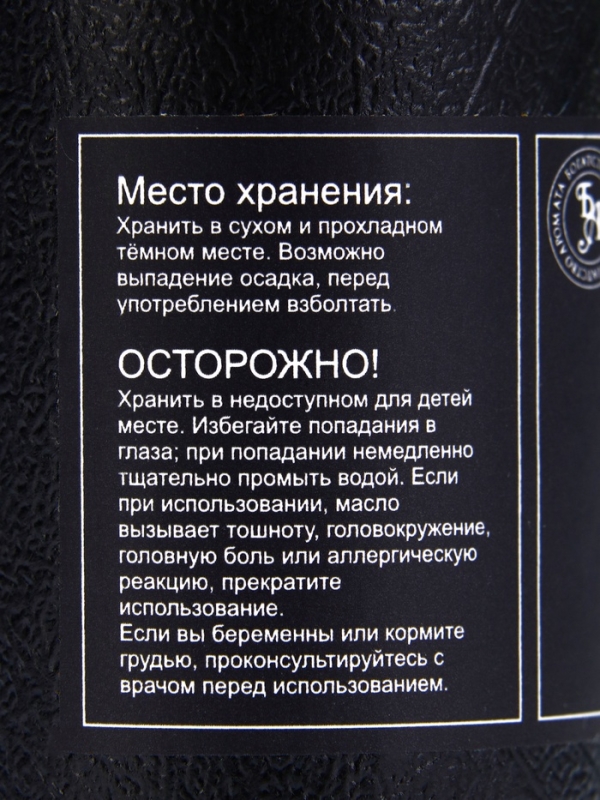 Место хранения:
Хранить в сухом и прохладном
тёмном месте. Возможно
выпадение осадка, перед
употреблением взболтать.
ОСТОРОЖНО!
Хранить в недоступном для детей
месте. Избегайте попадания в
глаза; при попадании немедленно
тщательно промыть водой. Если
при использовании, масло
вызывает тошноту, головокружение,
головную боль или аллергическую
реакцию, прекратите
использование.
Если вы беременны или кормите
грудью, проконсультируйтесь с
врачом перед использованием.
АРОМАТА